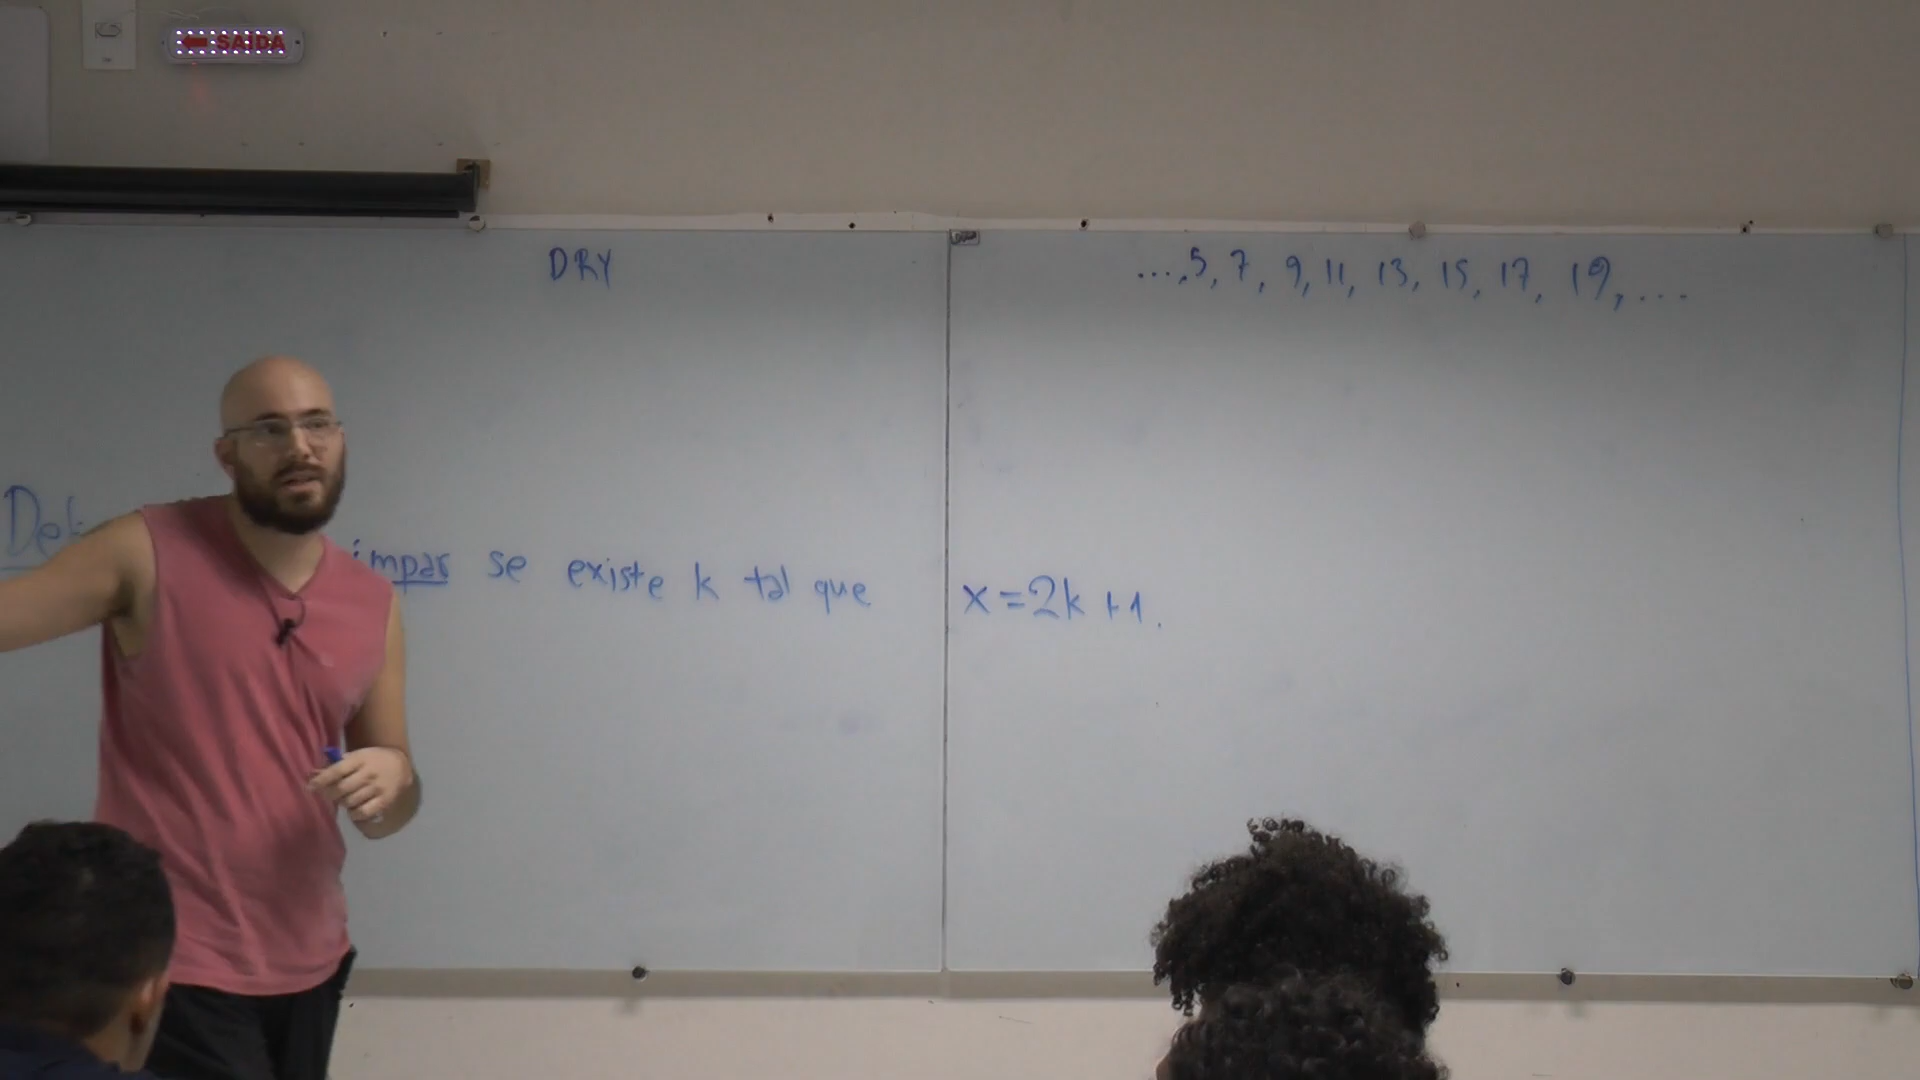 SAÍDA
DRY
..., 5, 7, 9, 11, 13, 15, 17, 19, ...
ímpar se existe k tal que x = 2k + 1.